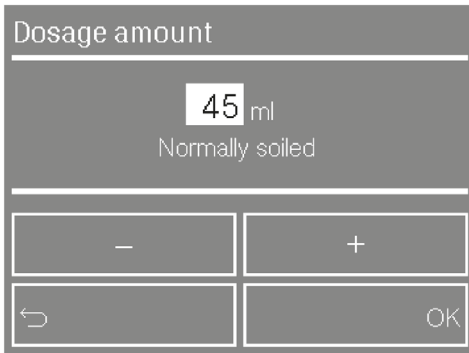 Dosage amount
45 ml
Normally soiled
– +
OK